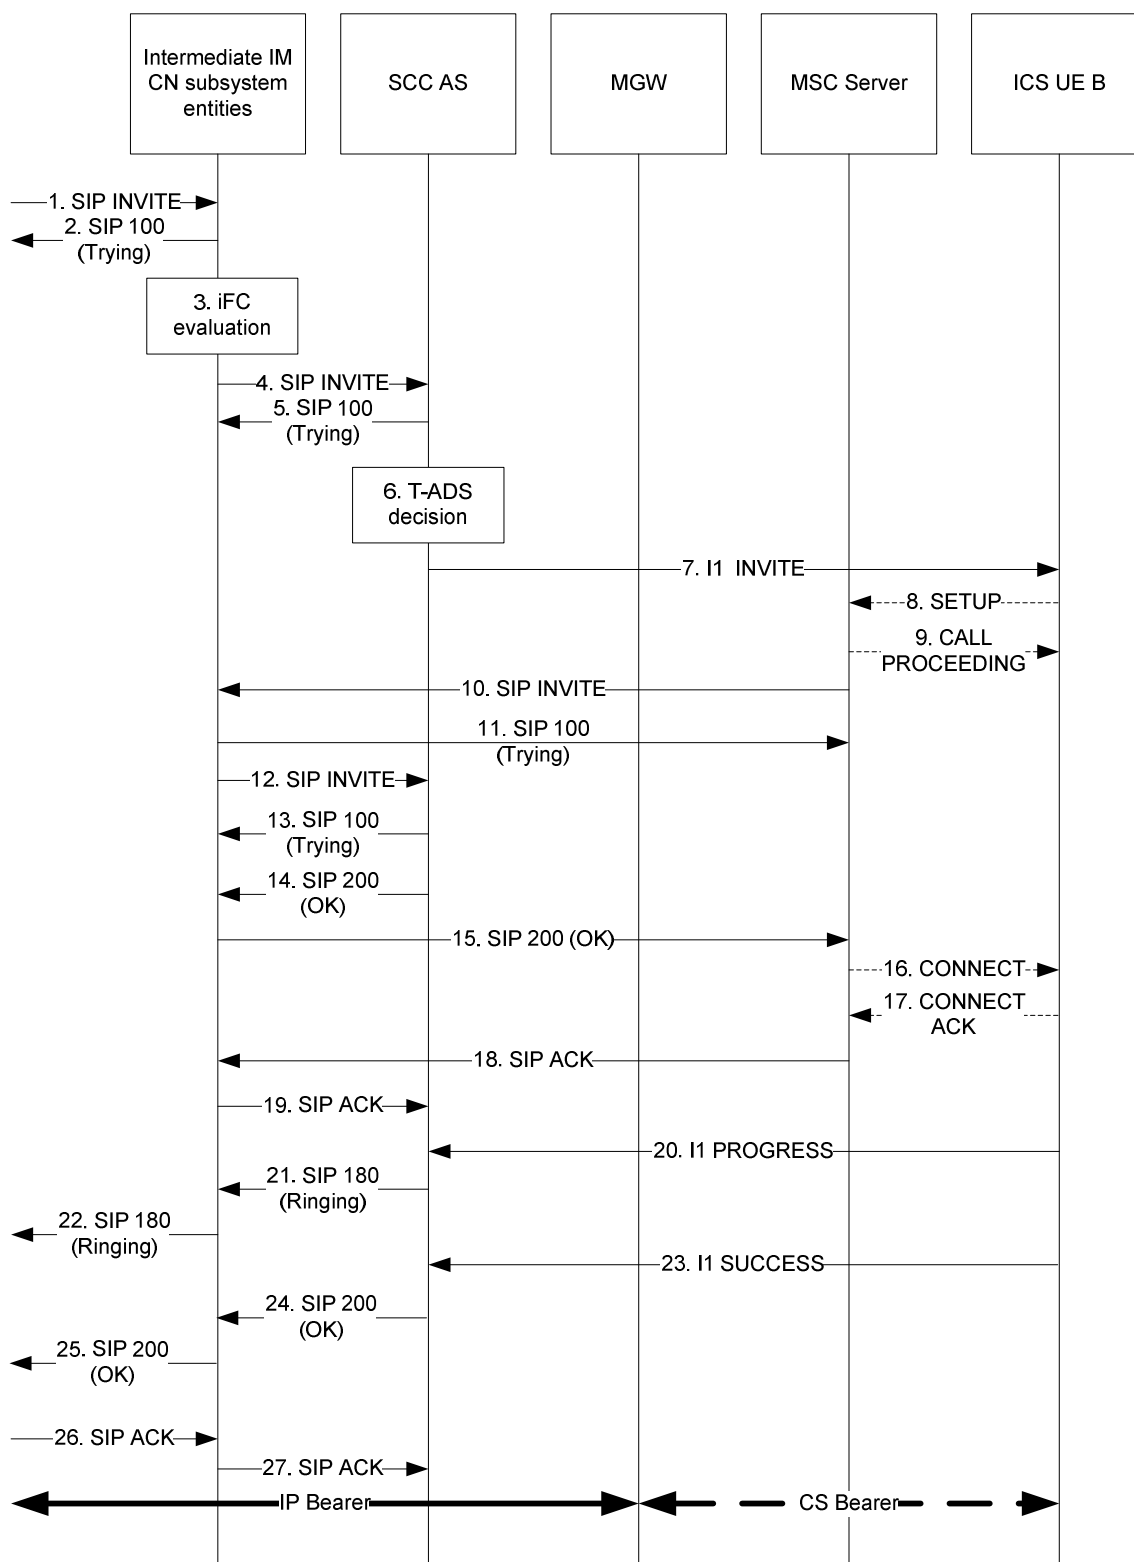 Intermediate IM
CN subsystem
entities
SCC AS
MGW
MSC Server
ICS UE B
1. SIP INVITE
2. SIP 100
(Trying)
3. iFC
evaluation
4. SIP INVITE
5. SIP 100
(Trying)
6. T-ADS
decision
7. I1 INVITE
8. SETUP
9. CALL
PROCEEDING
10. SIP INVITE
11. SIP 100
(Trying)
12. SIP INVITE
13. SIP 100
(Trying)
14. SIP 200
(OK)
15. SIP 200 (OK)
16. CONNECT
17. CONNECT
ACK
18. SIP ACK
19. SIP ACK
20. I1 PROGRESS
21. SIP 180
(Ringing)
22. SIP 180
(Ringing)
23. I1 SUCCESS
24. SIP 200
(OK)
25. SIP 200
(OK)
26. SIP ACK
27. SIP ACK
IP Bearer
CS Bearer